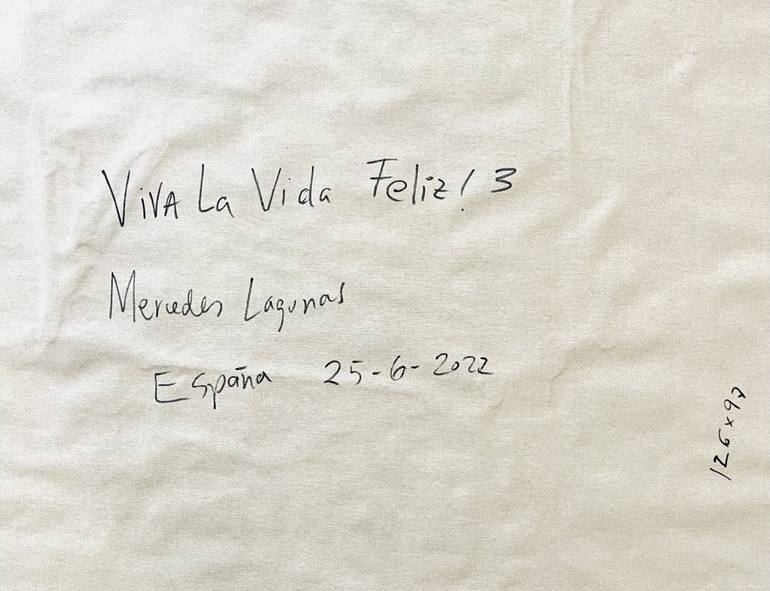 ViVA La Vida Feliz! 3
Mercedes Lagunas
España 25-6-2022
126x97